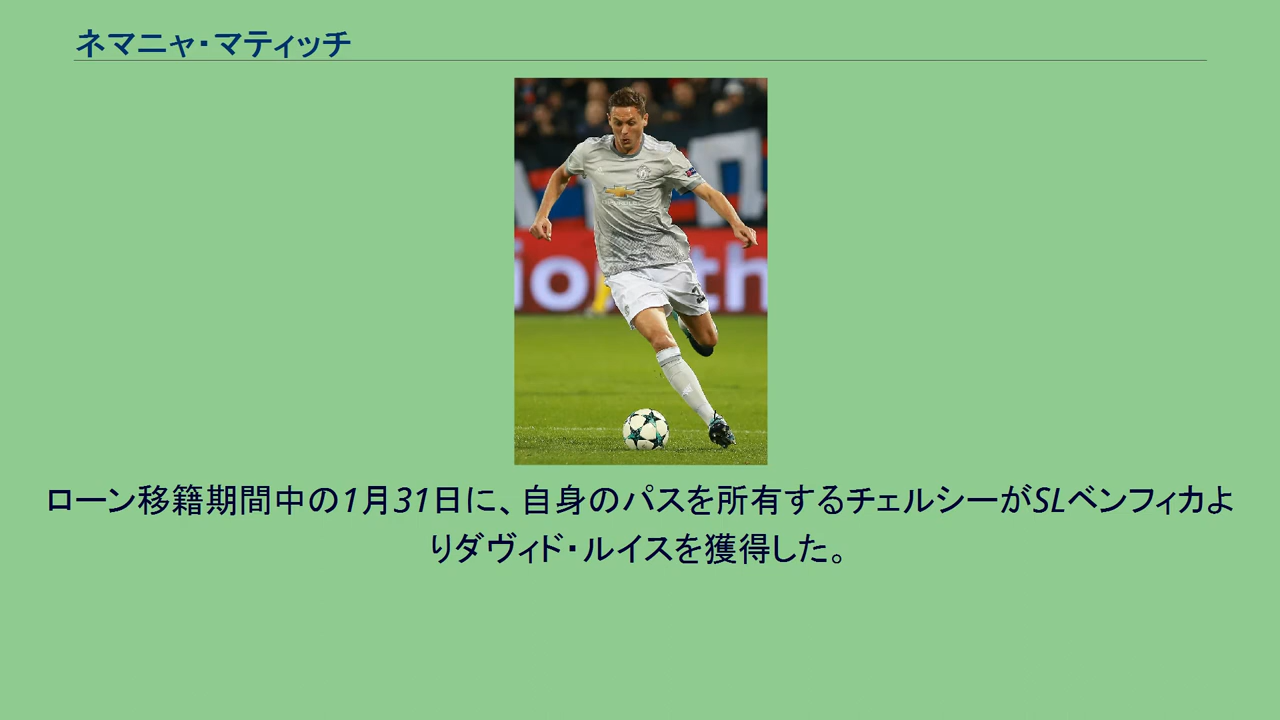 ネマニャ・マティッチ
ローン移籍期間中の1月31日に、自身のパスを所有するチェルシーがSLベンフィカよ
りダヴィド・ルイスを獲得した。